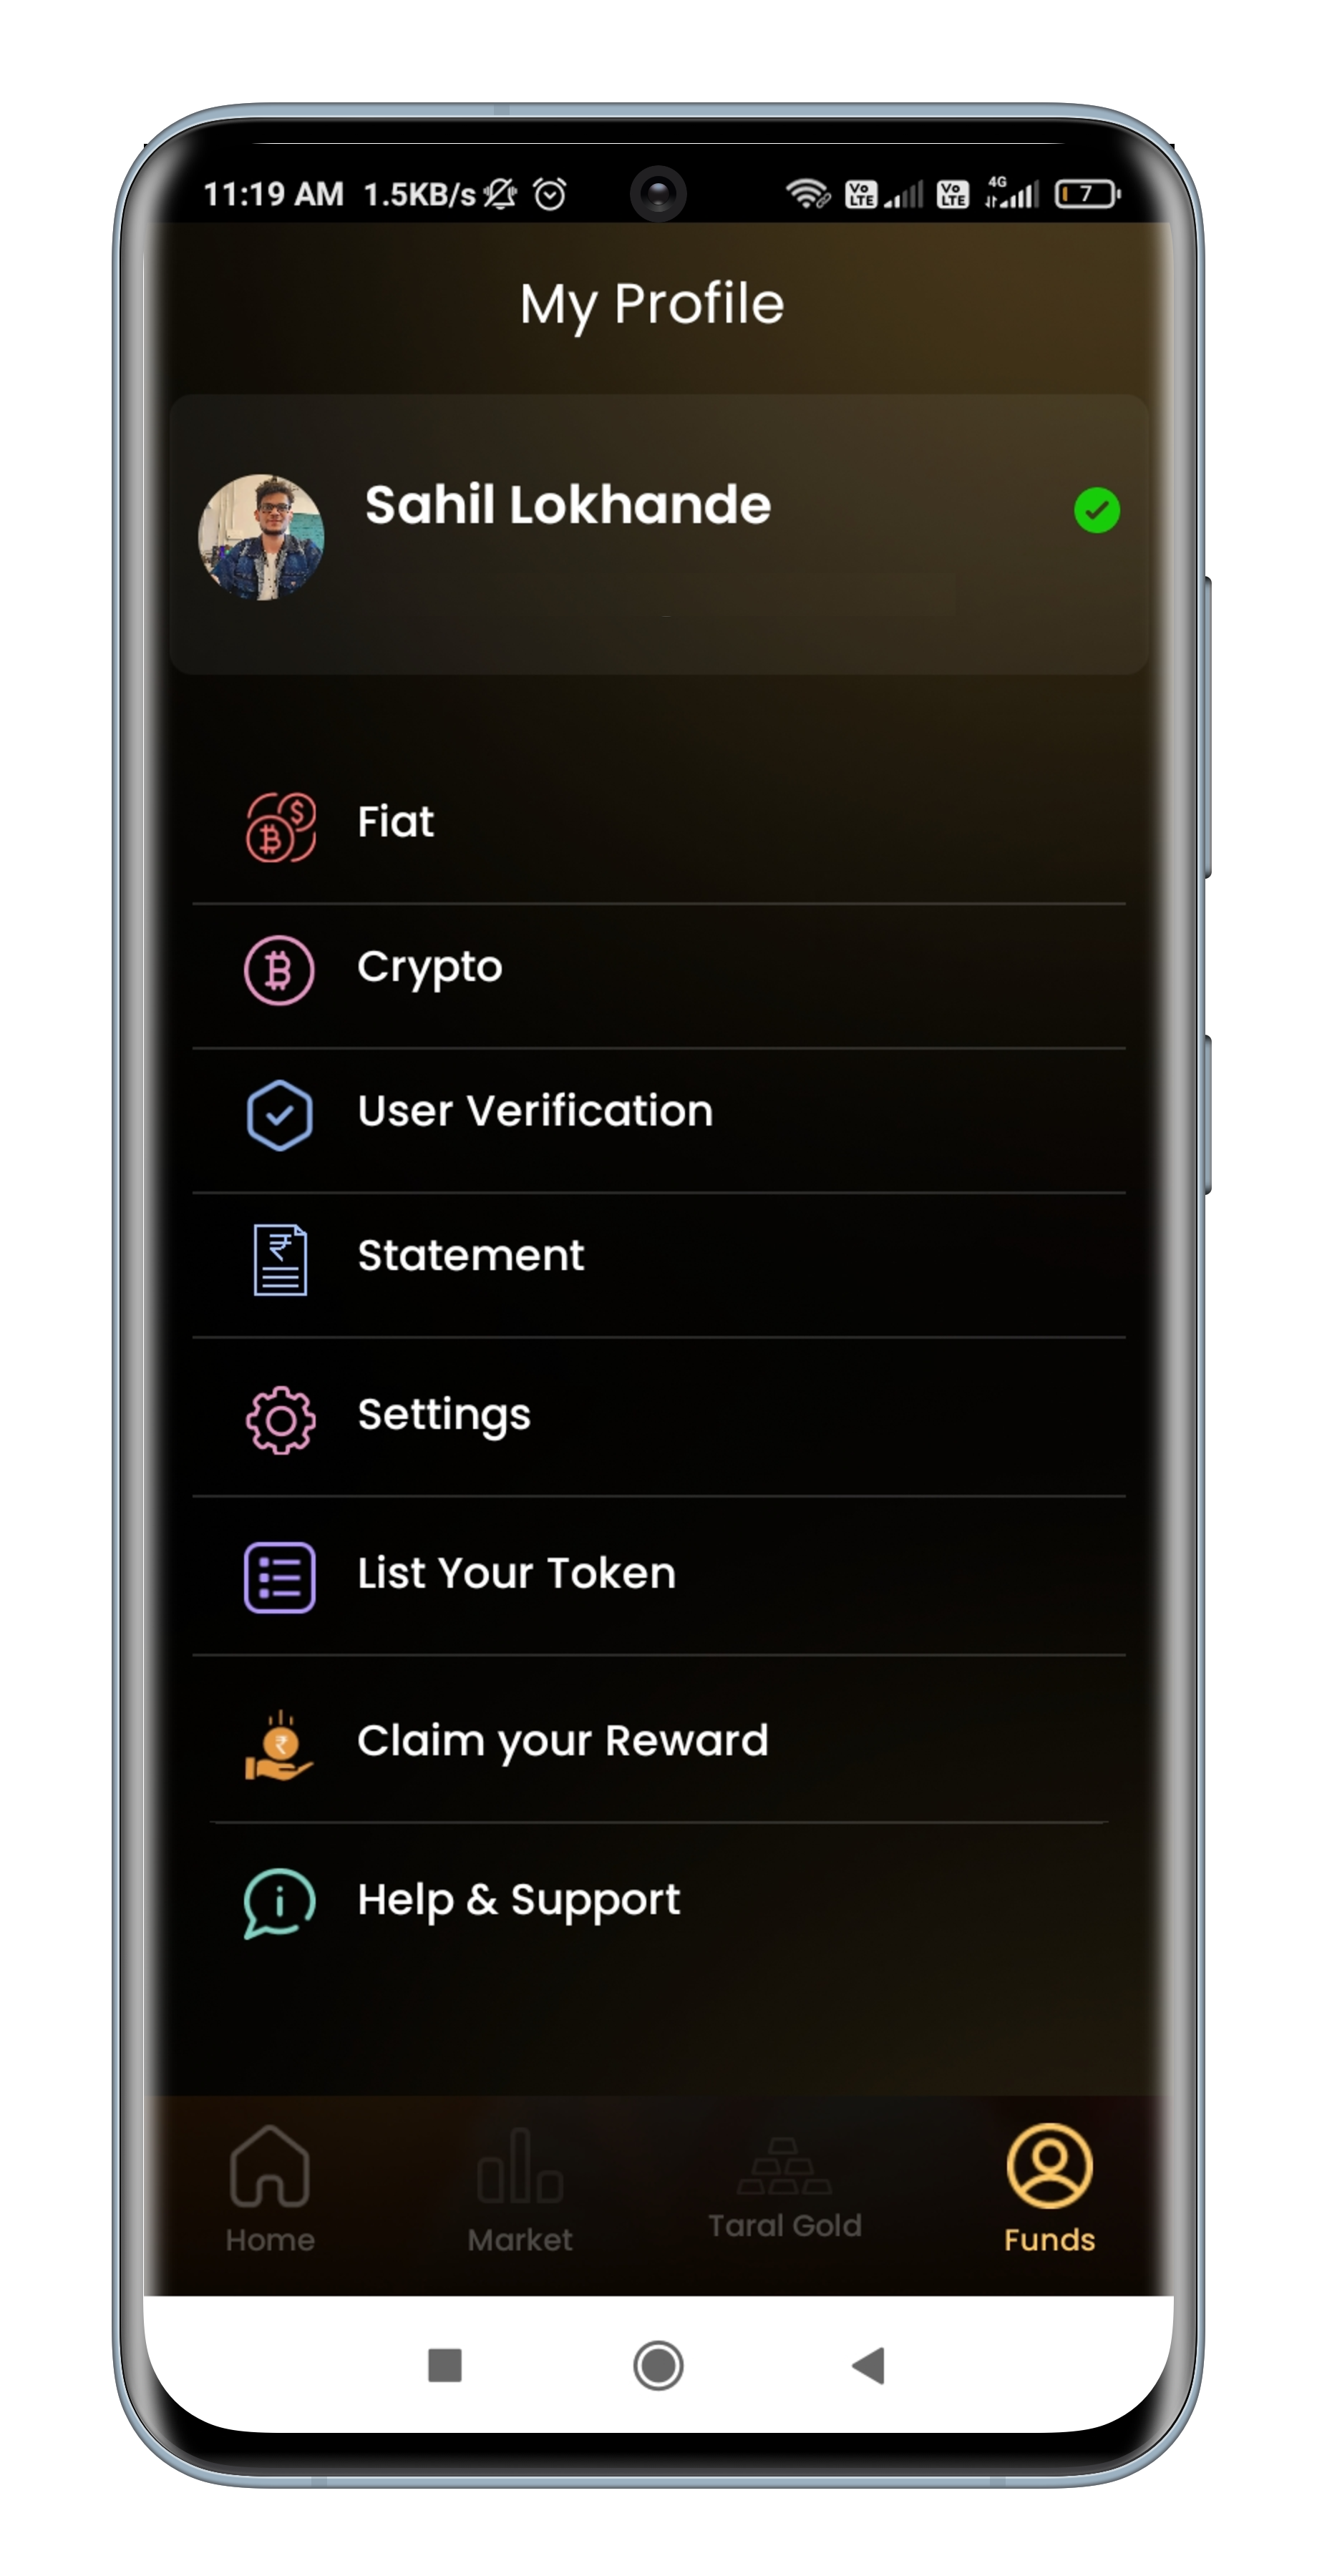 11:19 AM 1.5KB/s Vo LTE Vo LTE 4G 7
My Profile
Sahil Lokhande
Fiat
Crypto
User Verification
Statement
Settings
List Your Token
Claim your Reward
Help & Support
Home Market Taral Gold Funds